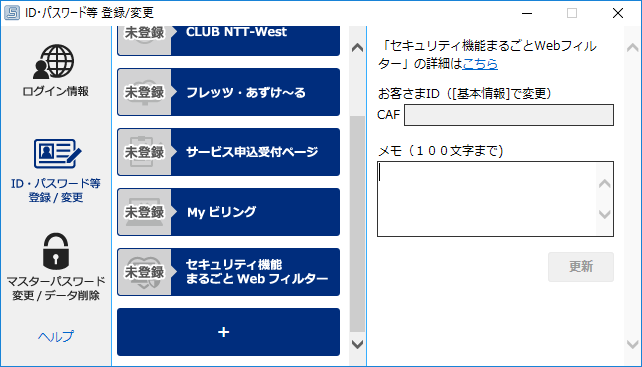 ID・パスワード等 登録/変更
ログイン情報
ID・パスワード等
登録 / 変更
マスターパスワード
変更 / データ削除
ヘルプ
未登録
CLUB NTT-West
未登録
フレッツ・あずけ～る
未登録
サービス申込受付ページ
未登録
My ビリング
未登録
セキュリティ機能
まるごと Web フィルター
+
「セキュリティ機能まるごとWebフィル
ター」の詳細はこちら
お客さまID（[基本情報]で変更）
CAF
メモ（１００文字まで）
更新